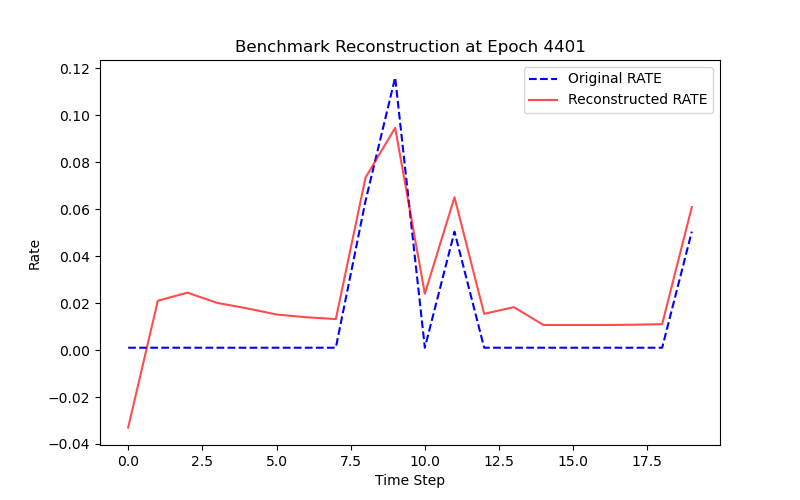 Benchmark Reconstruction at Epoch 4401
Original RATE
Reconstructed RATE
0.12
0.10
0.08
0.06
0.04
0.02
0.00
−0.02
−0.04
Rate
0.0 2.5 5.0 7.5 10.0 12.5 15.0 17.5
Time Step